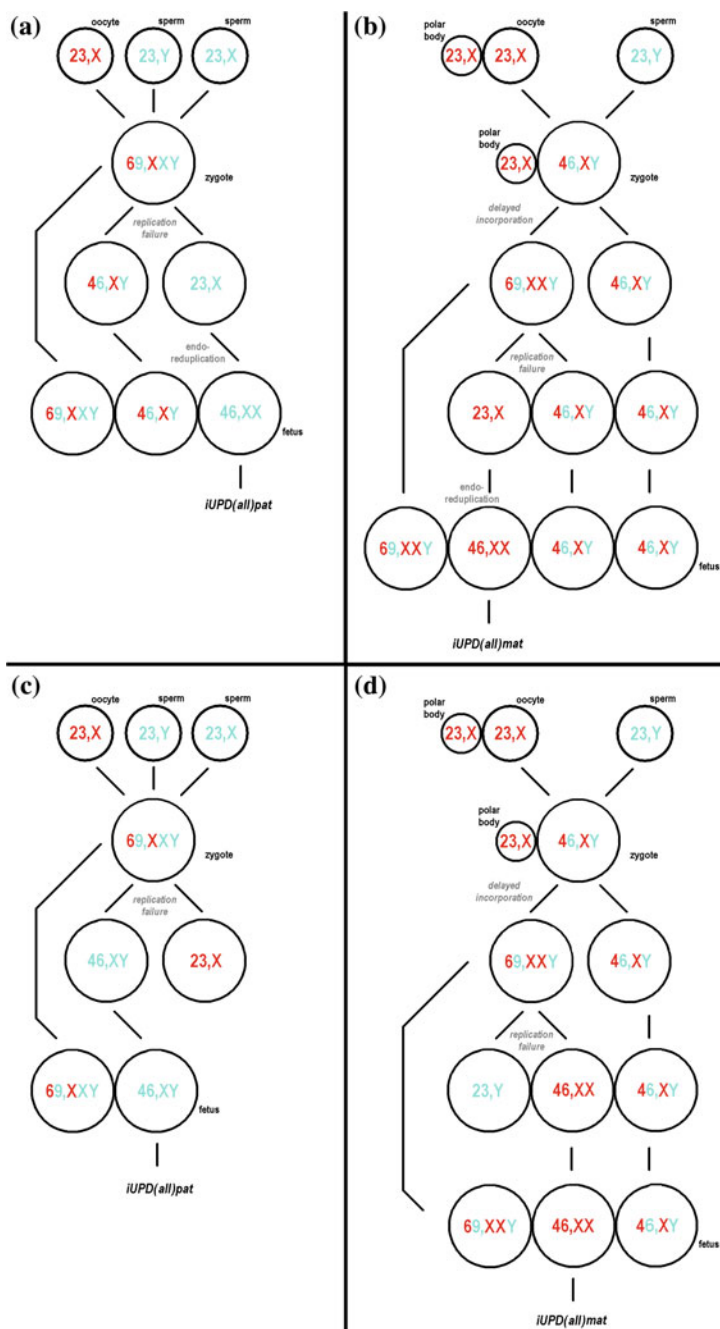 (a)
oocyte sperm sperm
23,X 23,Y 23,X
69,XXY
zygote
replication
failure
46,XY 23,X
endo-
reduplication
69,XXY 46,XY 46,XX
fetus
iUPD(all)pat
(b)
polar
body
oocyte sperm
23,X 23,X 23,Y
polar
body
23,X 46,XY
zygote
delayed
incorporation
69,XXY 46,XY
replication
failure
23,X 46,XY 46,XY
endo-
reduplication
69,XXY 46,XX 46,XY 46,XY
fetus
iUPD(all)mat
(c)
oocyte sperm sperm
23,X 23,Y 23,X
69,XXY
zygote
replication
failure
46,XY 23,X
69,XXY 46,XY
fetus
iUPD(all)pat
(d)
polar
body
oocyte sperm
23,X 23,X 23,Y
polar
body
23,X 46,XY
zygote
delayed
incorporation
69,XXY 46,XY
replication
failure
23,Y 46,XX 46,XY
69,XXY 46,XX 46,XY
fetus
iUPD(all)mat